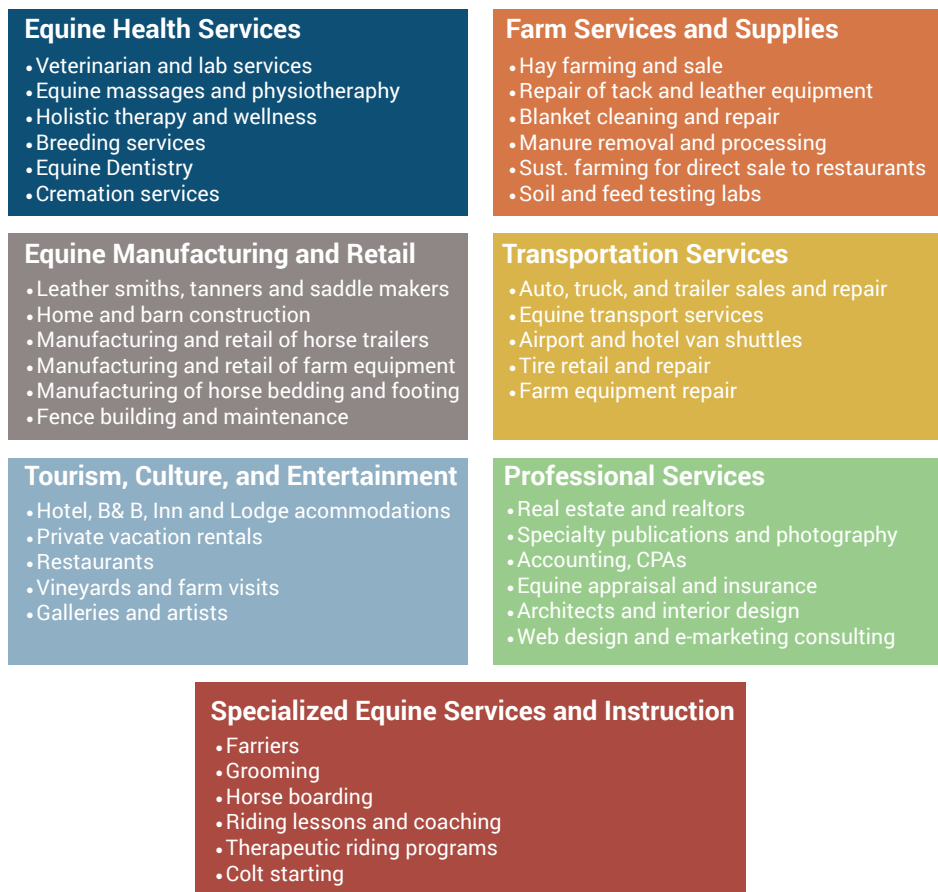 Equine Health Services
• Veterinarian and lab services
• Equine massages and physiotheraphy
• Holistic therapy and wellness
• Breeding services
• Equine Dentistry
• Cremation services
Farm Services and Supplies
• Hay farming and sale
• Repair of tack and leather equipment
• Blanket cleaning and repair
• Manure removal and processing
• Sust. farming for direct sale to restaurants
• Soil and feed testing labs
Equine Manufacturing and Retail
• Leather smiths, tanners and saddle makers
• Home and barn construction
• Manufacturing and retail of horse trailers
• Manufacturing and retail of farm equipment
• Manufacturing of horse bedding and footing
• Fence building and maintenance
Transportation Services
• Auto, truck, and trailer sales and repair
• Equine transport services
• Airport and hotel van shuttles
• Tire retail and repair
• Farm equipment repair
Tourism, Culture, and Entertainment
• Hotel, B& B, Inn and Lodge acommodations
• Private vacation rentals
• Restaurants
• Vineyards and farm visits
• Galleries and artists
Professional Services
• Real estate and realtors
• Specialty publications and photography
• Accounting, CPAs
• Equine appraisal and insurance
• Architects and interior design
• Web design and e-marketing consulting
Specialized Equine Services and Instruction
• Farriers
• Grooming
• Horse boarding
• Riding lessons and coaching
• Therapeutic riding programs
• Colt starting